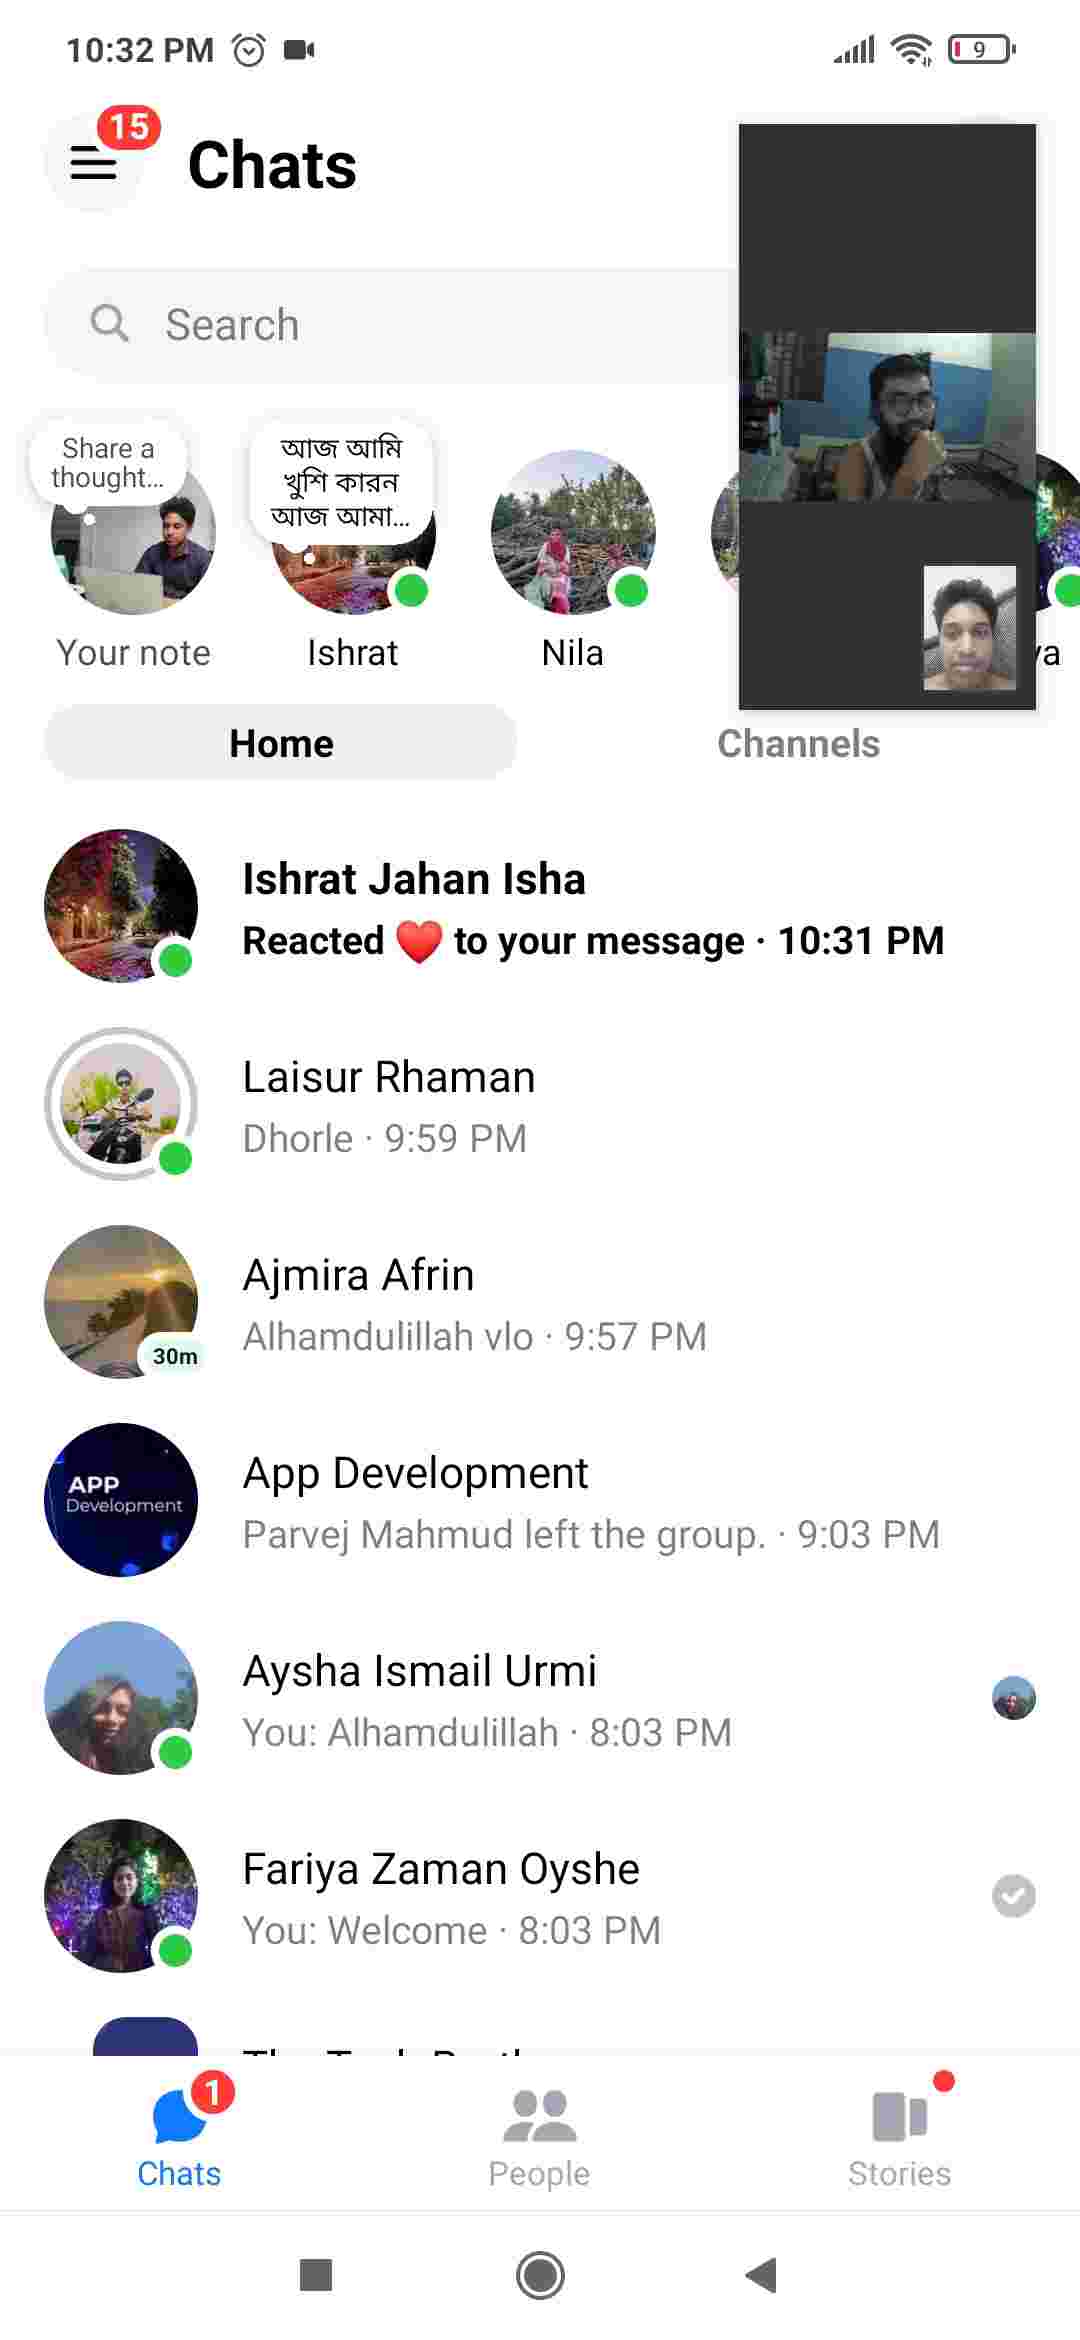 10:32 PM
9
15
Chats
Search
Share a
thought...
আজ আমি
খুশি কারন
আজ আমা...
Your note
Ishrat
Nila
ya
Home
Channels
Ishrat Jahan Isha
Reacted ❤️ to your message · 10:31 PM
Laisur Rhaman
Dhorle · 9:59 PM
Ajmira Afrin
Alhamdulillah vlo · 9:57 PM
30m
App Development
APP
Development
Parvej Mahmud left the group. · 9:03 PM
Aysha Ismail Urmi
You: Alhamdulillah · 8:03 PM
Fariya Zaman Oyshe
You: Welcome · 8:03 PM
1
Chats
People
Stories